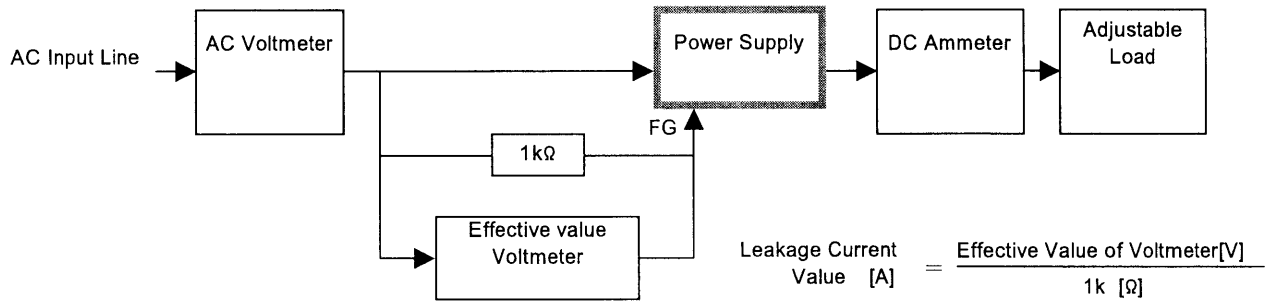 AC Input Line
AC Voltmeter
Power Supply
DC Ammeter
Adjustable
Load
FG
1kΩ
Effective value
Voltmeter
Leakage Current
Value [A]
=
Effective Value of Voltmeter[V]
1k [Ω]